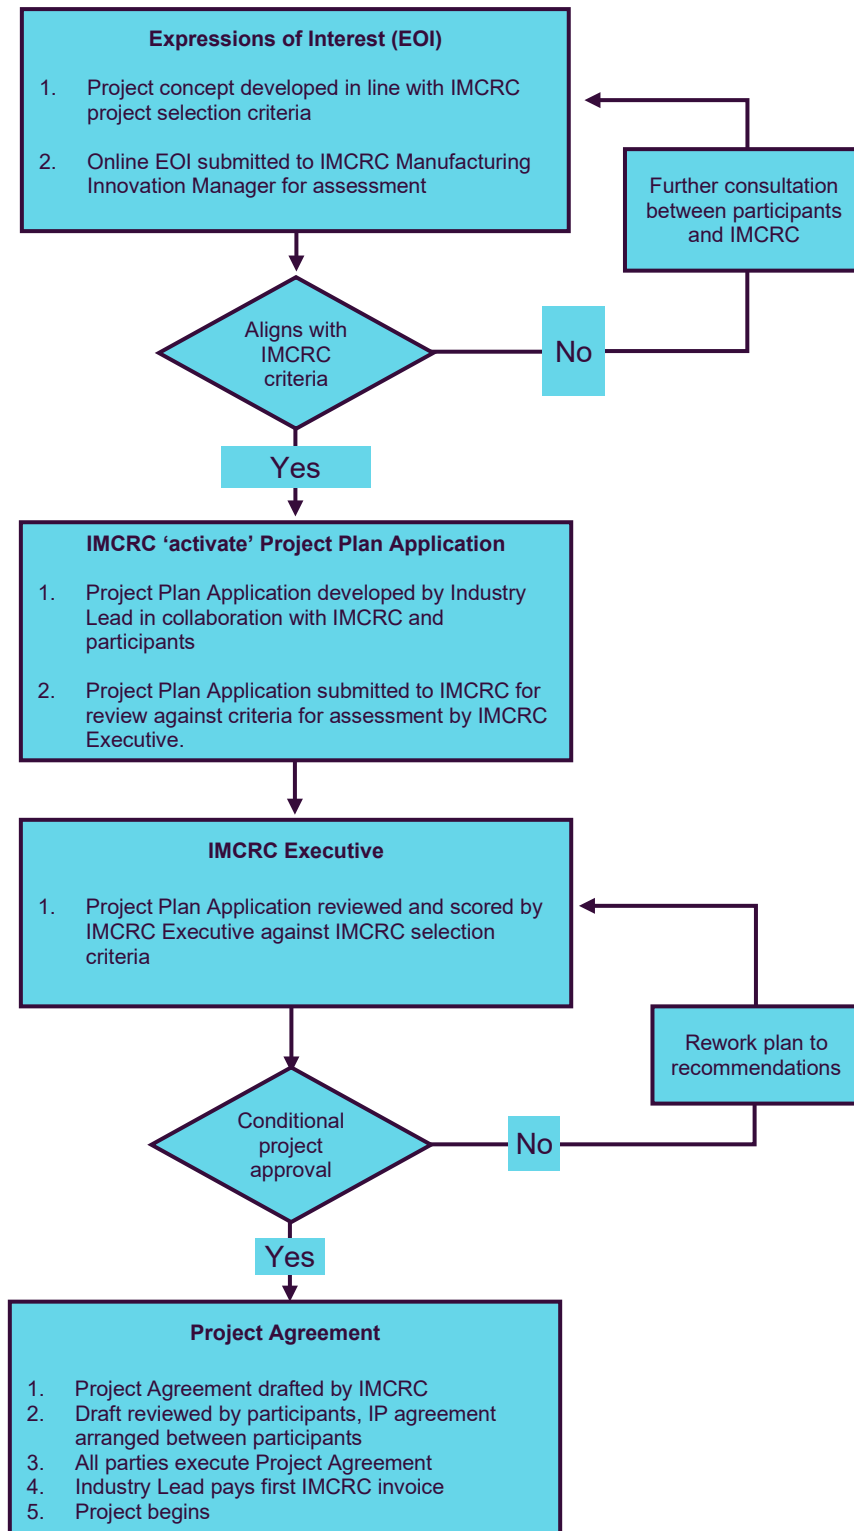 Expressions of Interest (EOI)
1. Project concept developed in line with IMCRC
project selection criteria
2. Online EOI submitted to IMCRC Manufacturing
Innovation Manager for assessment
Further consultation
between participants
and IMCRC
Aligns with
IMCRC
criteria
No
Yes
IMCRC ‘activate’ Project Plan Application
1. Project Plan Application developed by Industry
Lead in collaboration with IMCRC and
participants
2. Project Plan Application submitted to IMCRC for
review against criteria for assessment by IMCRC
Executive.
IMCRC Executive
1. Project Plan Application reviewed and scored by
IMCRC Executive against IMCRC selection
criteria
Rework plan to
recommendations
Conditional
project
approval
No
Yes
Project Agreement
1. Project Agreement drafted by IMCRC
2. Draft reviewed by participants, IP agreement
arranged between participants
3. All parties execute Project Agreement
4. Industry Lead pays first IMCRC invoice
5. Project begins